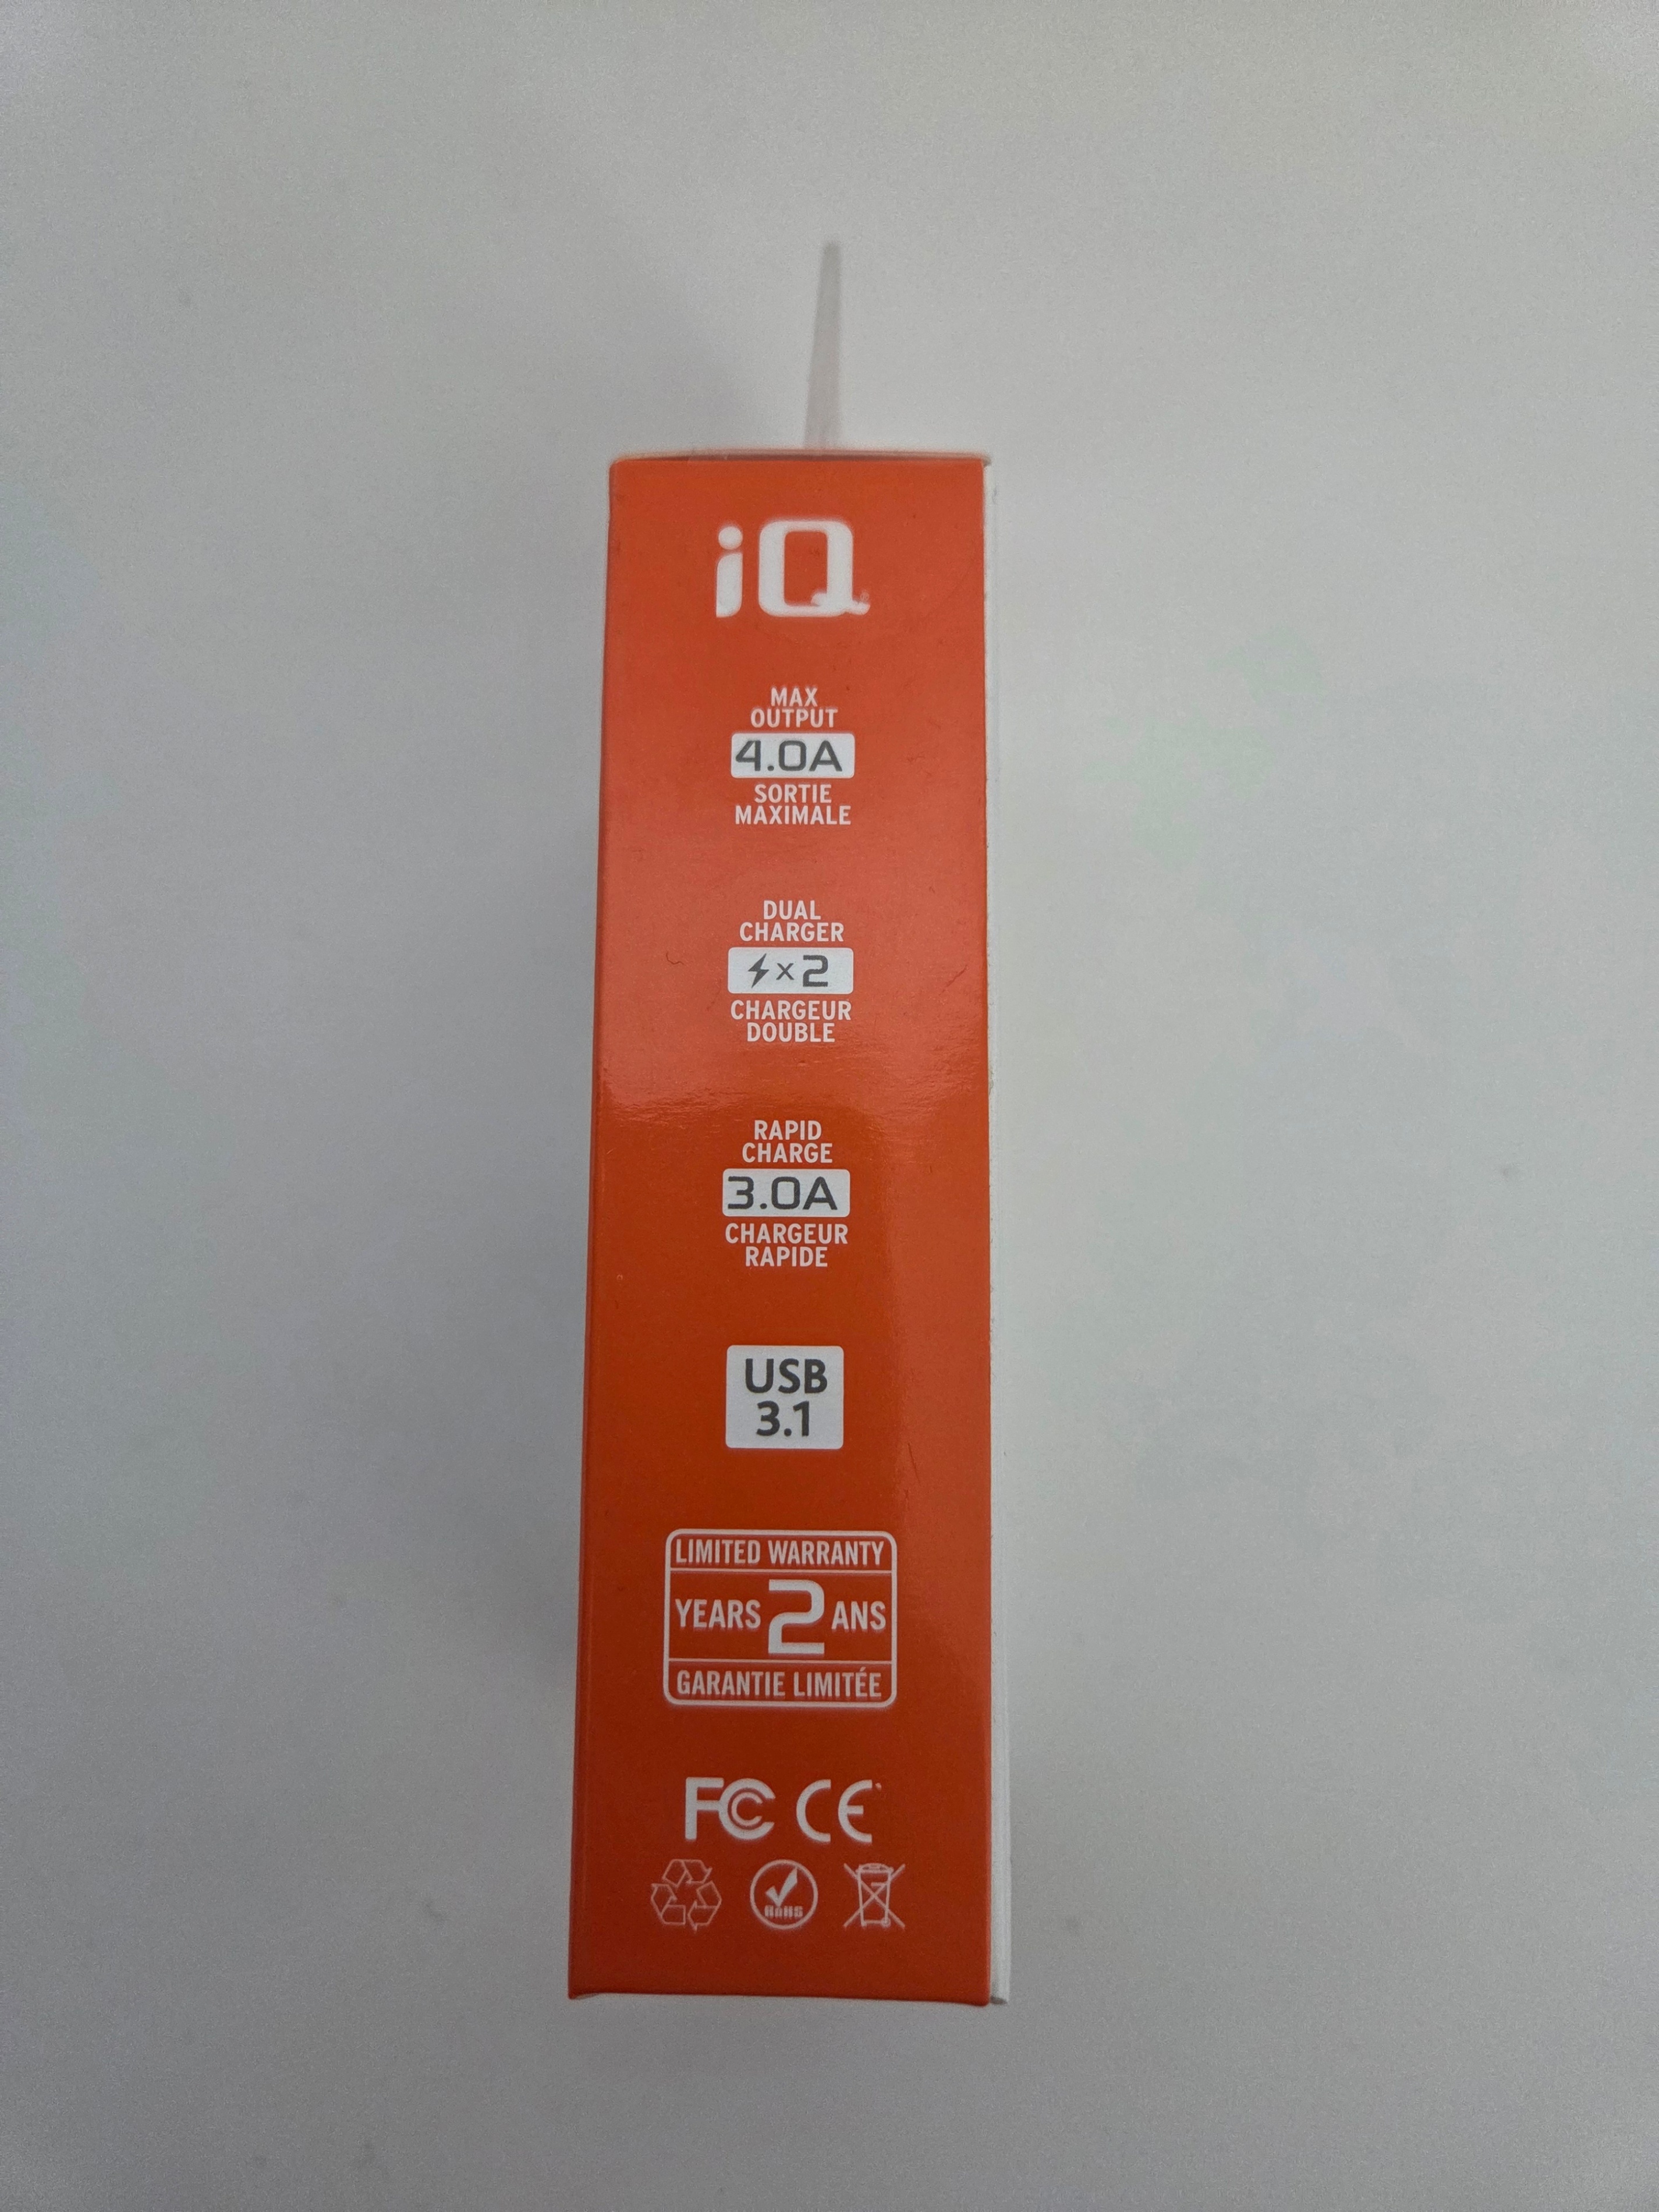 iQ
MAX
OUTPUT
4.0A
SORTIE
MAXIMALE
DUAL
CHARGER
x2
CHARGEUR
DOUBLE
RAPID
CHARGE
3.0A
CHARGEUR
RAPIDE
USB
3.1
LIMITED WARRANTY
YEARS 2 ANS
GARANTIE LIMITÉE
FC CE
RoHS